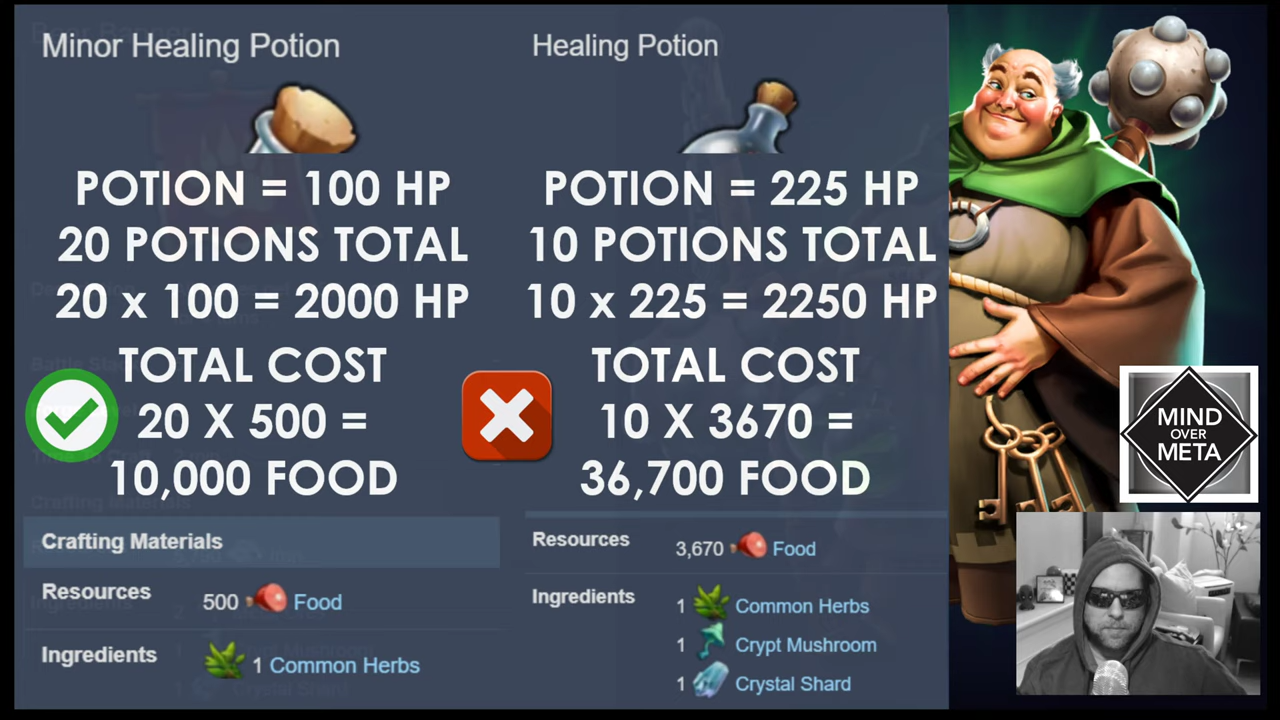 Minor Healing Potion
POTION = 100 HP
20 POTIONS TOTAL
20 x 100 = 2000 HP
TOTAL COST
20 X 500 =
10,000 FOOD
Crafting Materials
Resources
500 Food
Ingredients
1 Common Herbs
Healing Potion
POTION = 225 HP
10 POTIONS TOTAL
10 x 225 = 2250 HP
TOTAL COST
10 X 3670 =
36,700 FOOD
Resources
3,670 Food
Ingredients
1 Common Herbs
1 Crypt Mushroom
1 Crystal Shard
MIND
OVER
META